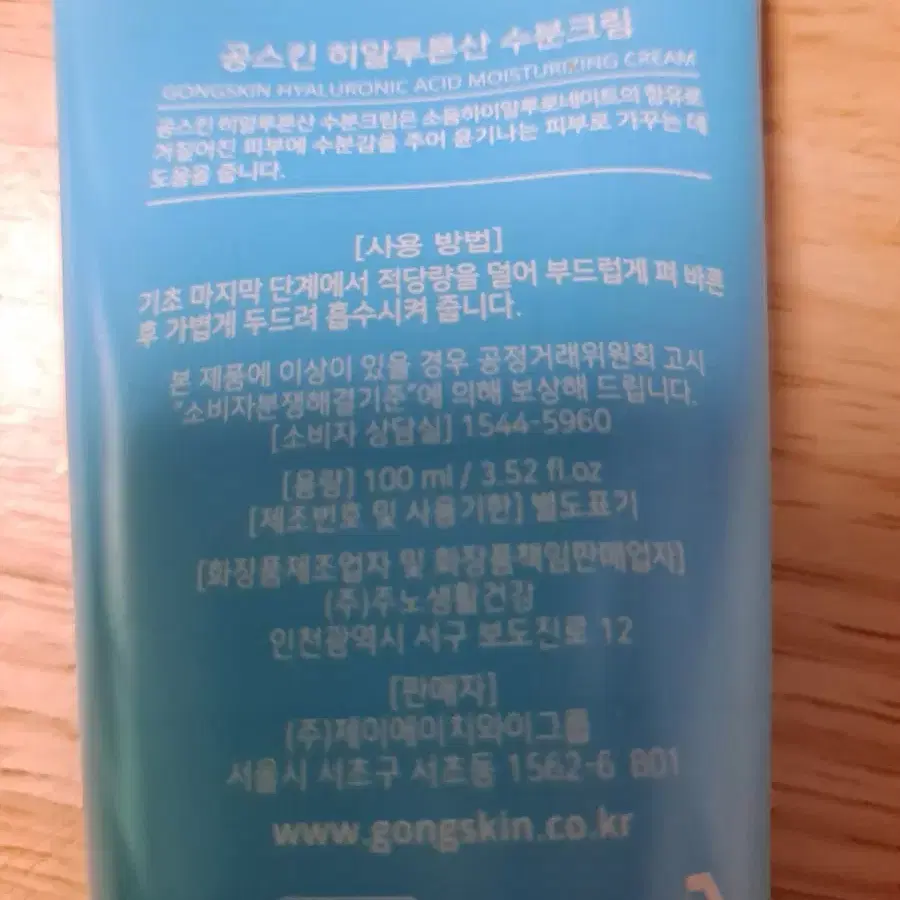 공스킨 히알루론산 수분크림
GONGSKIN HYALURONIC ACID MOISTURIZING CREAM
공스킨 히알루론산 수분크림은 소듐하이알루로네이트의 함유로
거칠어진 피부에 수분감을 주어 윤기나는 피부로 가꾸는 데
도움을 줍니다.
[사용 방법]
기초 마지막 단계에서 적당량을 덜어 부드럽게 펴 바른
후 가볍게 두드려 흡수시켜 줍니다.
본 제품에 이상이 있을 경우 공정거래위원회 고시
"소비자분쟁해결기준"에 의해 보상해 드립니다.
[소비자 상담실] 1544-5960
[용량] 100 ml / 3.52 fl.oz
[제조번호 및 사용기한] 별도표기
[화장품제조업자 및 화장품책임판매업자]
(주)주노생활건강
인천광역시 서구 보도진로 12
[판매자]
(주)제이에이치와이그룹
서울시 서초구 서초동 1562-6 801
www.gongskin.co.kr